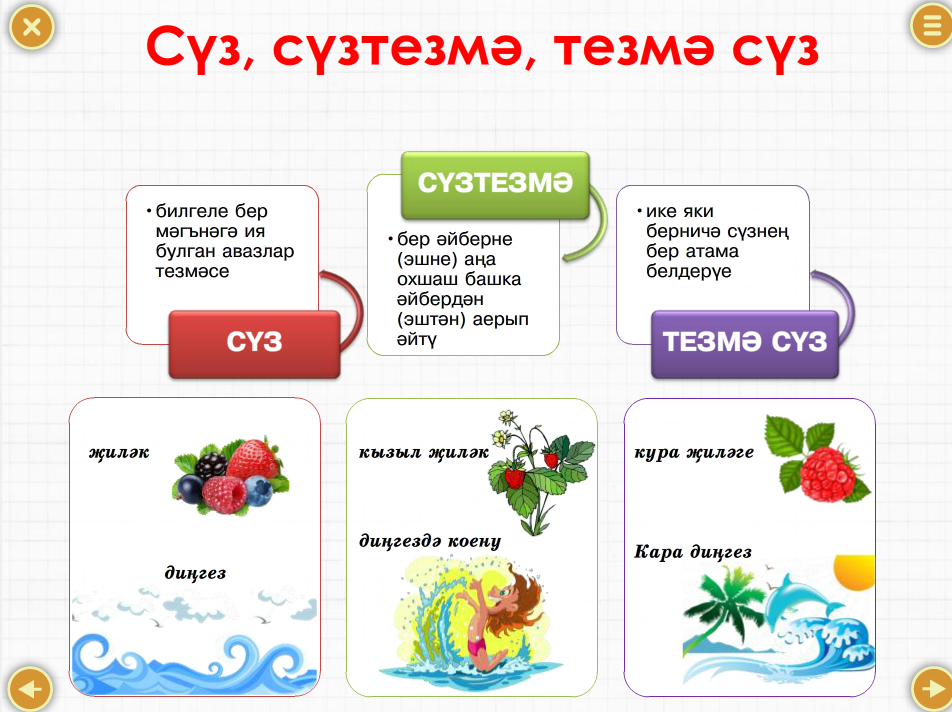 Сүз, сүзтезмә, тезмә сүз
• билгеле бер
мәгънәгә ия
булган авазлар
тезмәсе
СҮЗ
СҮЗТЕЗМӘ
• бер әйберне
(эшне) аңа
охшаш башка
әйбердән
(эштән) аерып
әйтү
• ике яки
берничә сүзнең
бер атама
белдерүе
ТЕЗМӘ СҮЗ
җиләк
диңгез
кызыл җиләк
диңгездә коену
кура җиләге
Кара диңгез